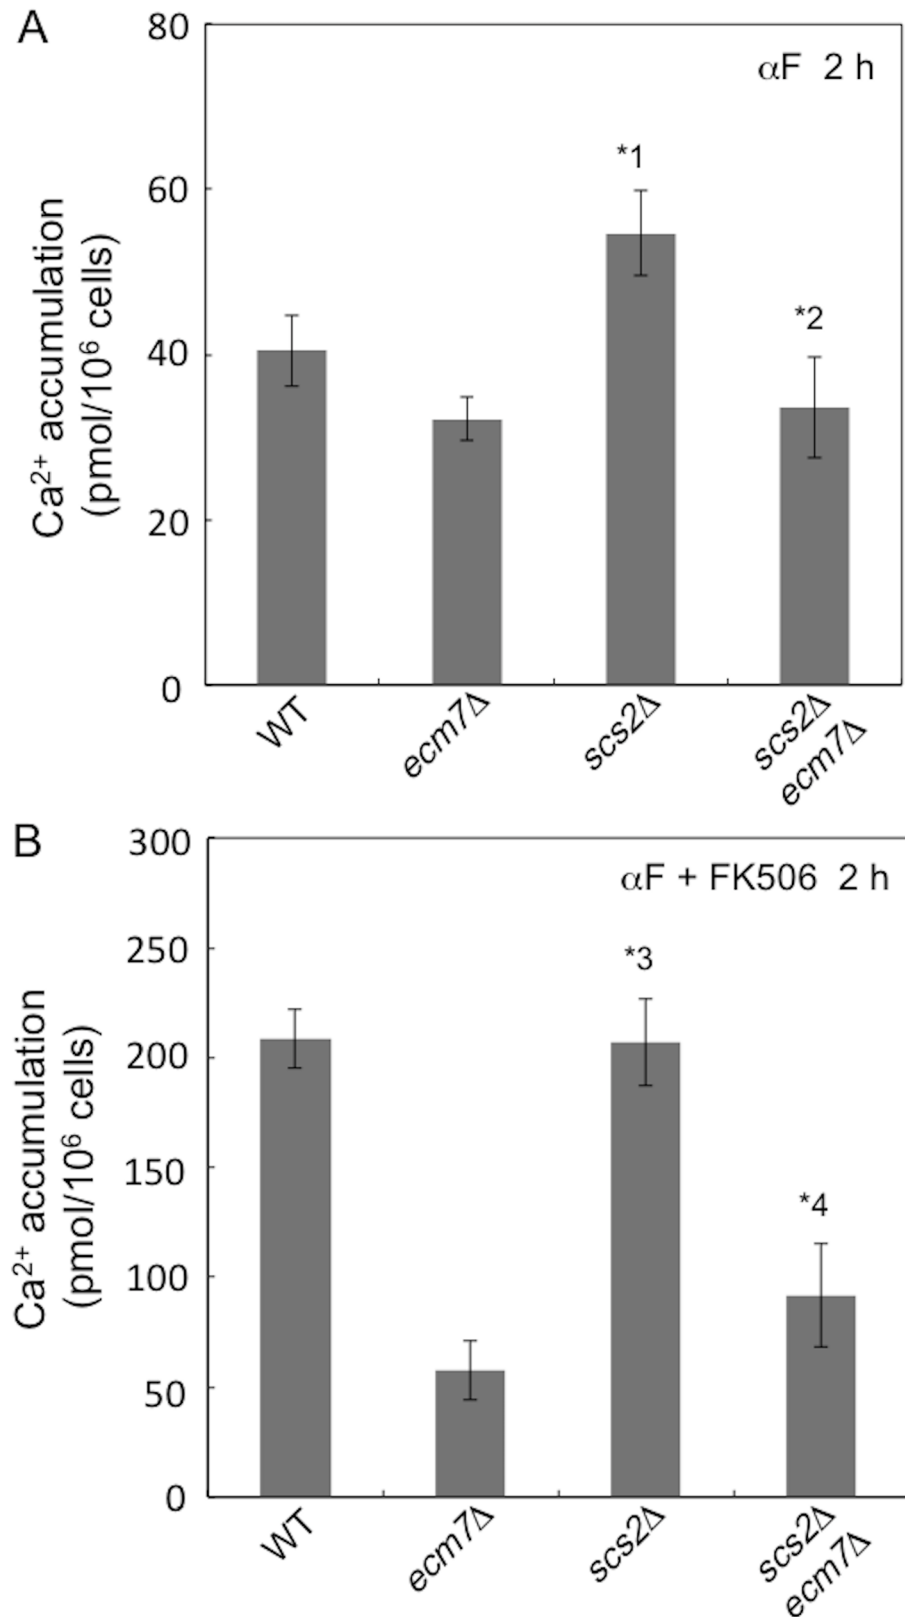 A
αF 2 h
Ca²⁺ accumulation
(pmol/10⁶ cells)
80
60
40
20
0
*1
*2
WT
ecm7Δ
scs2Δ
scs2Δ
ecm7Δ
B
αF + FK506 2 h
Ca²⁺ accumulation
(pmol/10⁶ cells)
300
250
200
150
100
50
0
*3
*4
WT
ecm7Δ
scs2Δ
scs2Δ
ecm7Δ